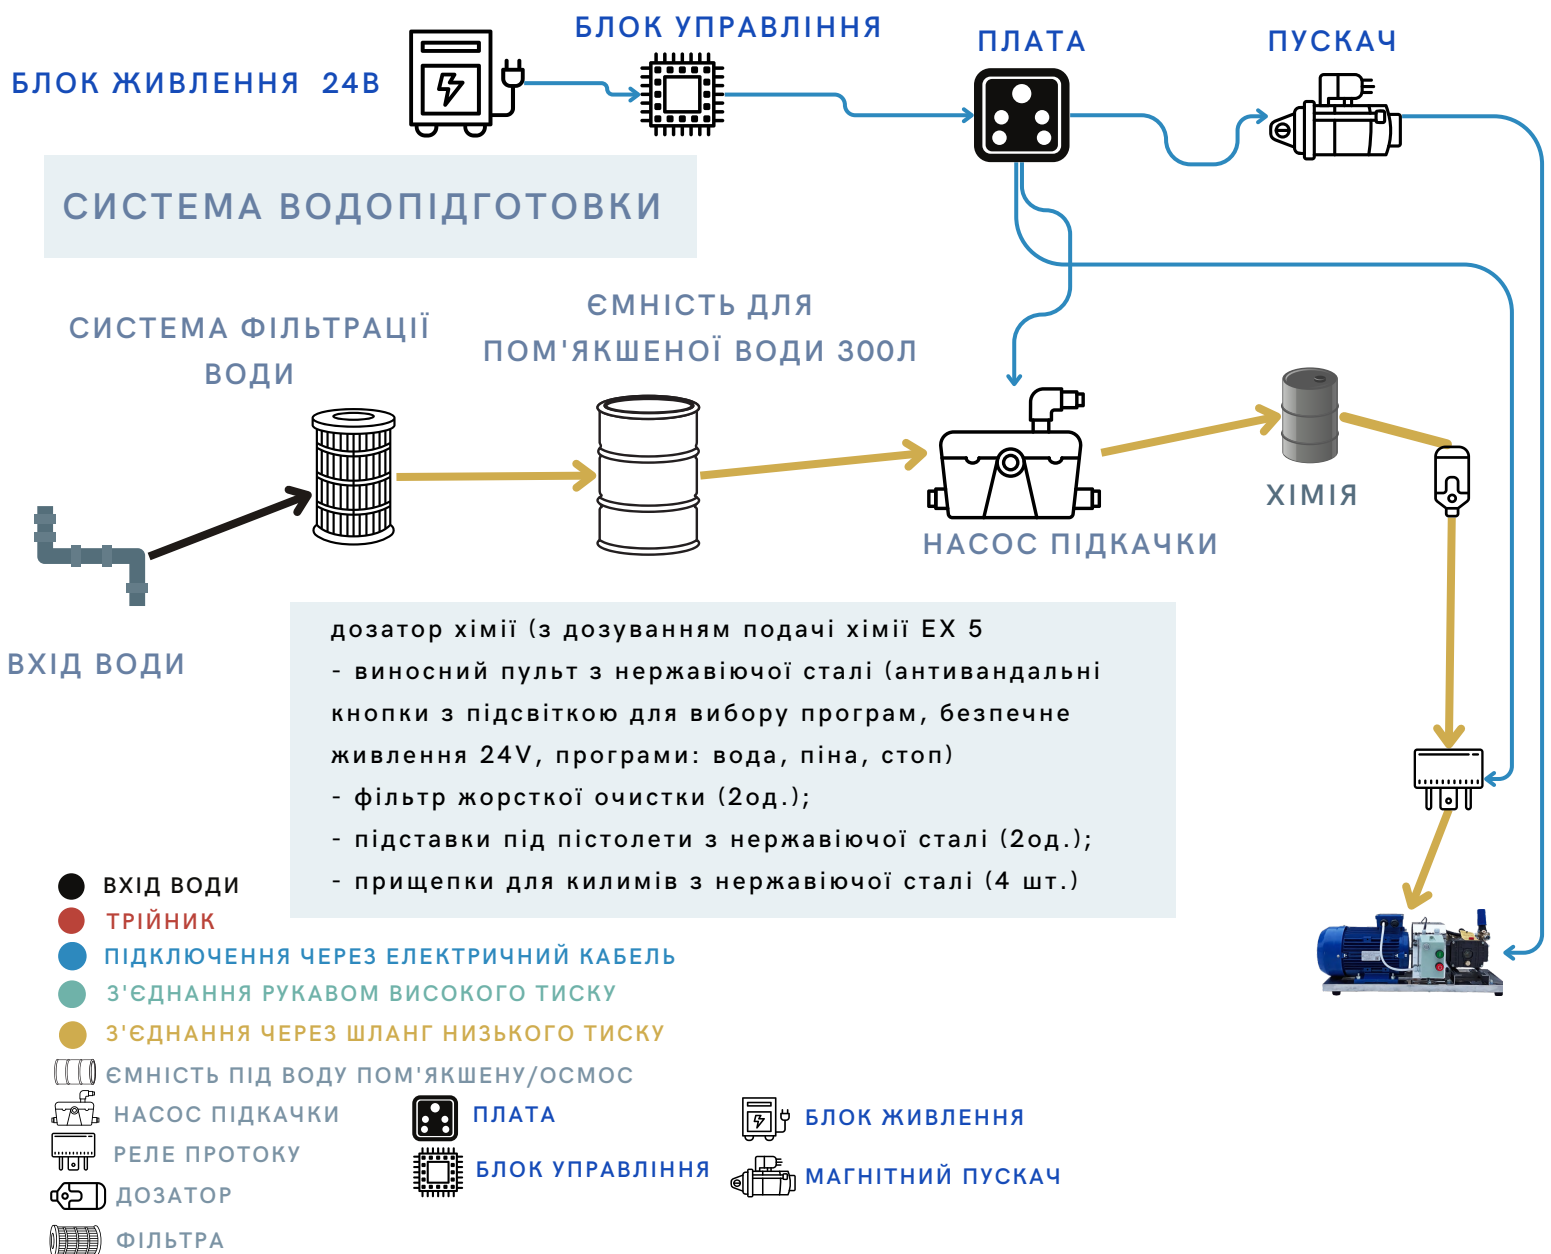 БЛОК УПРАВЛІННЯ
ПЛАТА
ПУСКАЧ
БЛОК ЖИВЛЕННЯ 24В
СИСТЕМА ВОДОПІДГОТОВКИ
СИСТЕМА ФІЛЬТРАЦІЇ
ВОДИ
ЄМНІСТЬ ДЛЯ
ПОМ'ЯКШЕНОЇ ВОДИ 300Л
ХІМІЯ
НАСОС ПІДКАЧКИ
ВХІД ВОДИ
дозатор хімії (з дозуванням подачі хімії EX 5
- виносний пульт з нержавіючої сталі (антивандальні
кнопки з підсвіткою для вибору програм, безпечне
живлення 24V, програми: вода, піна, стоп)
- фільтр жорсткої очистки (2од.);
- підставки під пістолети з нержавіючої сталі (2од.);
- прищепки для килимів з нержавіючої сталі (4 шт.)
ВХІД ВОДИ
ТРІЙНИК
ПІДКЛЮЧЕННЯ ЧЕРЕЗ ЕЛЕКТРИЧНИЙ КАБЕЛЬ
З'ЄДНАННЯ РУКАВОМ ВИСОКОГО ТИСКУ
З'ЄДНАННЯ ЧЕРЕЗ ШЛАНГ НИЗЬКОГО ТИСКУ
ЄМНІСТЬ ПІД ВОДУ ПОМ'ЯКШЕНУ/ОСМОС
НАСОС ПІДКАЧКИ
РЕЛЕ ПРОТОКУ
ДОЗАТОР
ФІЛЬТРА
ПЛАТА
БЛОК УПРАВЛІННЯ
БЛОК ЖИВЛЕННЯ
МАГНІТНИЙ ПУСКАЧ